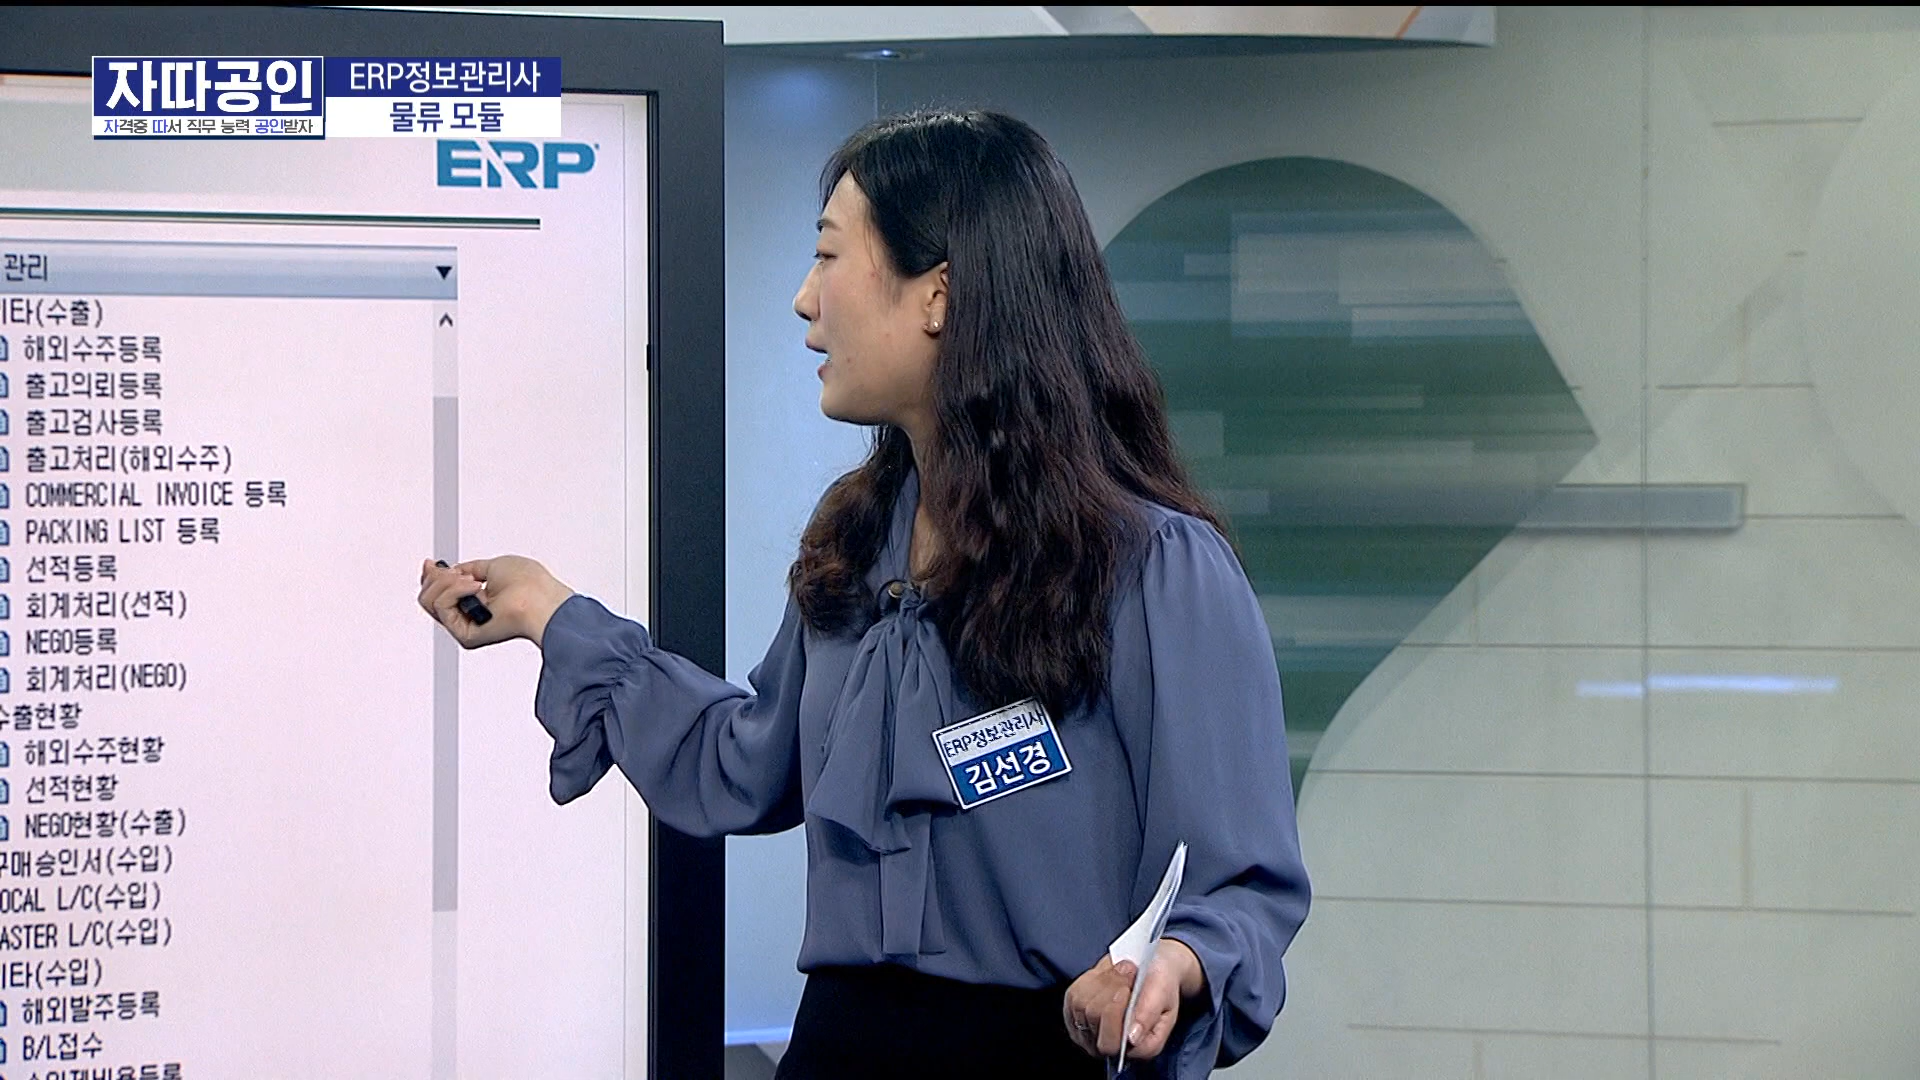 자따공인
자격증 따서 직무 능력 공인받자
ERP정보관리사
물류 모듈
ERP
관리
기타(수출)
해외수주등록
출고의뢰등록
출고검사등록
출고처리(해외수주)
COMMERCIAL INVOICE 등록
PACKING LIST 등록
선적등록
회계처리(선적)
NEGO등록
회계처리(NEGO)
수출현황
해외수주현황
선적현황
NEGO현황(수출)
구매승인서(수입)
OCAL L/C(수입)
ASTER L/C(수입)
기타(수입)
해외발주등록
B/L접수
ERP정보관리사
김선경